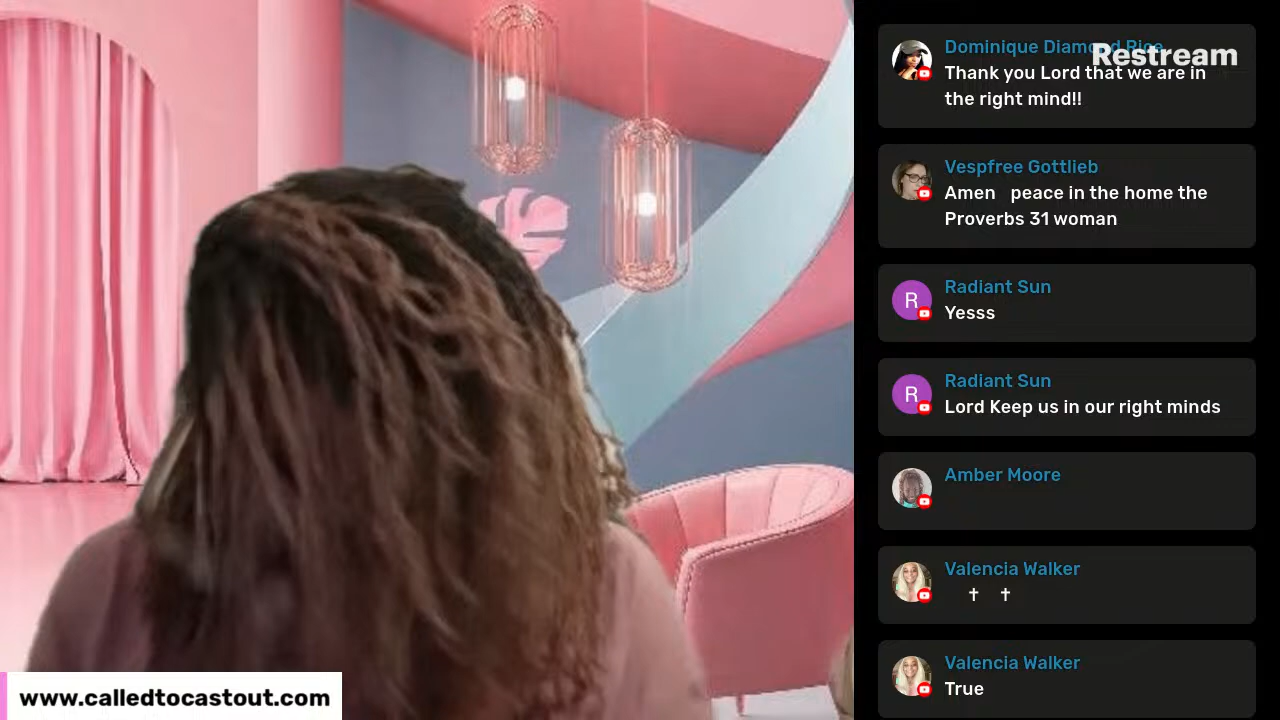 Dominique Diamond Rice
Restream
Thank you Lord that we are in
the right mind!!
Vespfree Gottlieb
Amen peace in the home the
Proverbs 31 woman
R
Radiant Sun
Yesss
R
Radiant Sun
Lord Keep us in our right minds
Amber Moore
Valencia Walker
✝ ✝
Valencia Walker
True
www.calledtocastout.com